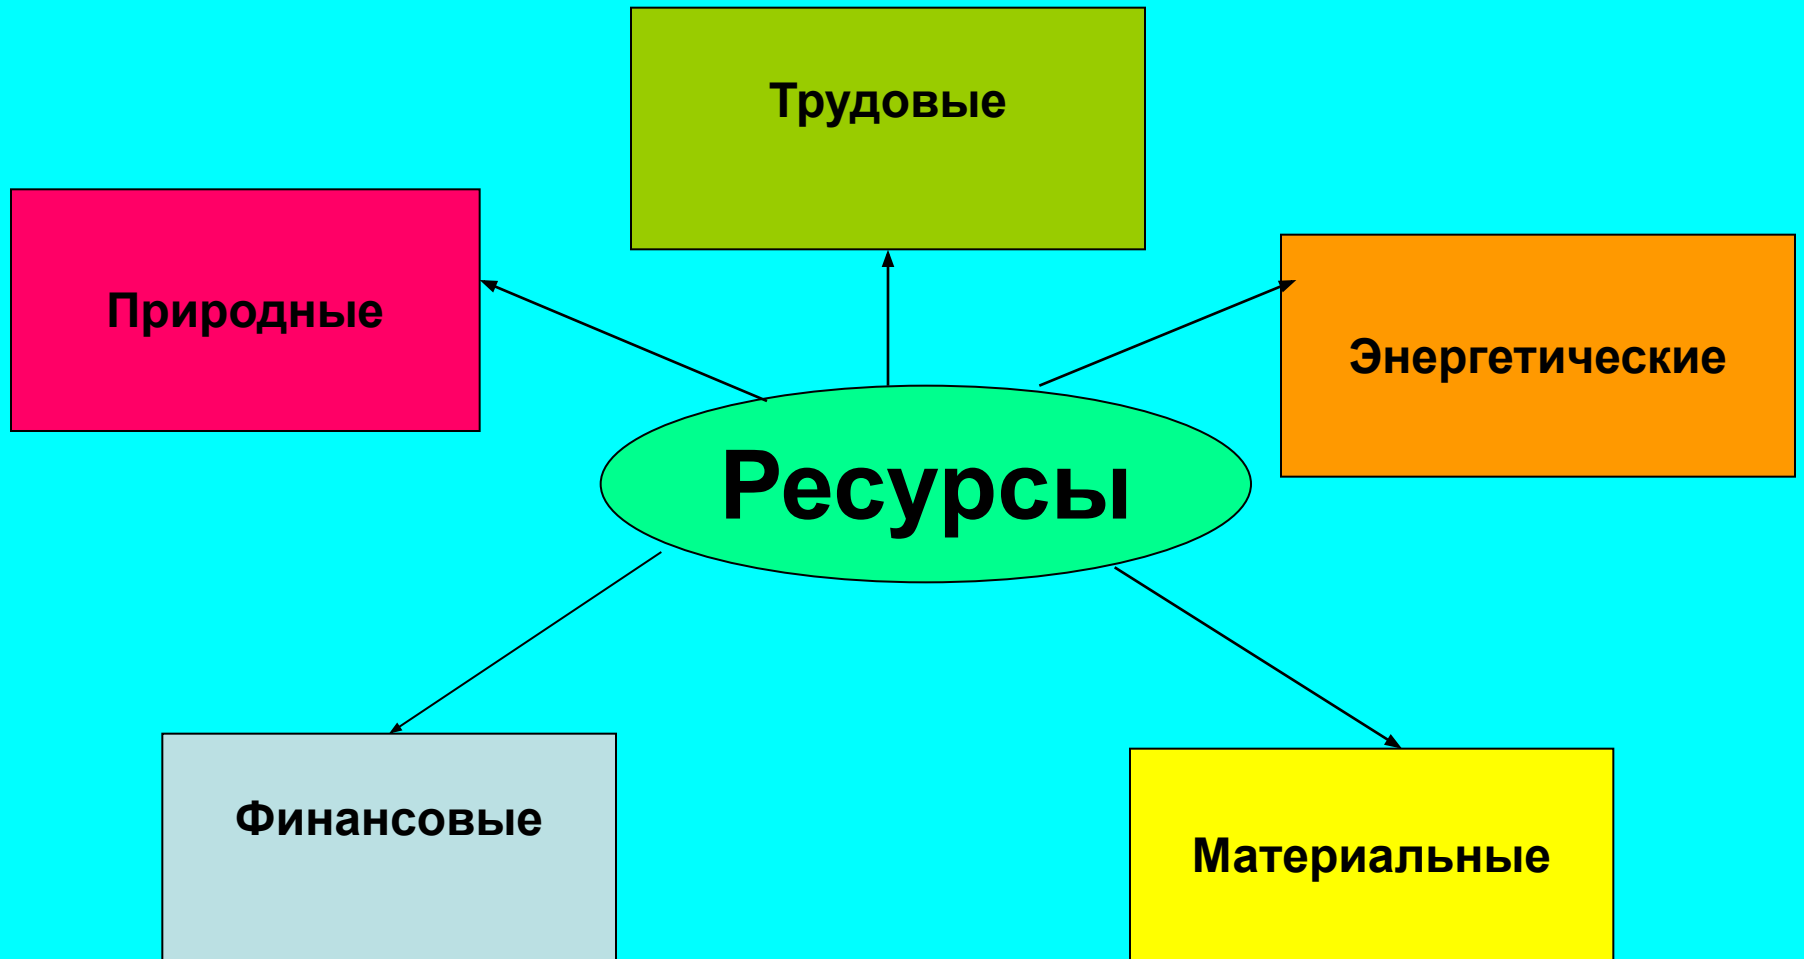 Трудовые
Природные
Энергетические
Ресурсы
Финансовые
Материальные